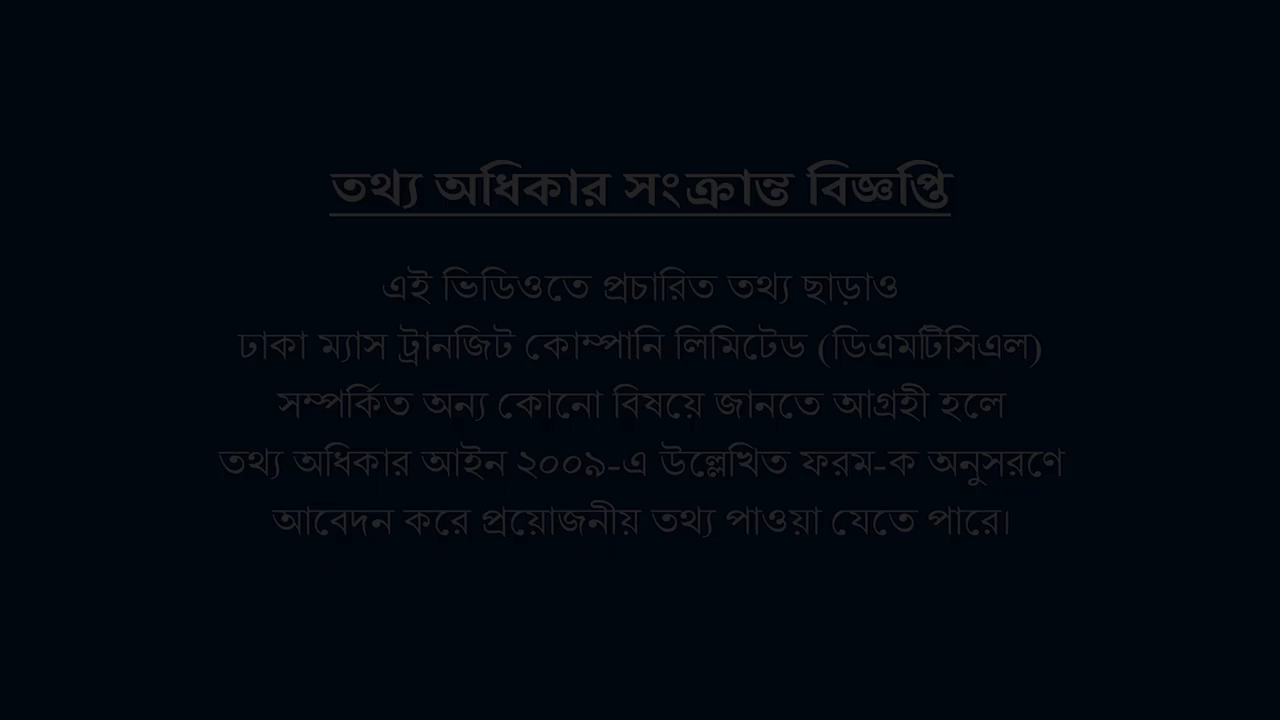 তথ্য অধিকার সংক্রান্ত বিজ্ঞপ্তি
এই ভিডিওতে প্রচারিত তথ্য ছাড়াও
ঢাকা ম্যাস ট্রানজিট কোম্পানি লিমিটেড (ডিএমটিসিএল)
সম্পর্কিত অন্য কোনো বিষয়ে জানতে আগ্রহী হলে
তথ্য অধিকার আইন ২০০৯-এ উল্লেখিত ফরম-ক অনুসরণে
আবেদন করে প্রয়োজনীয় তথ্য পাওয়া যেতে পারে।